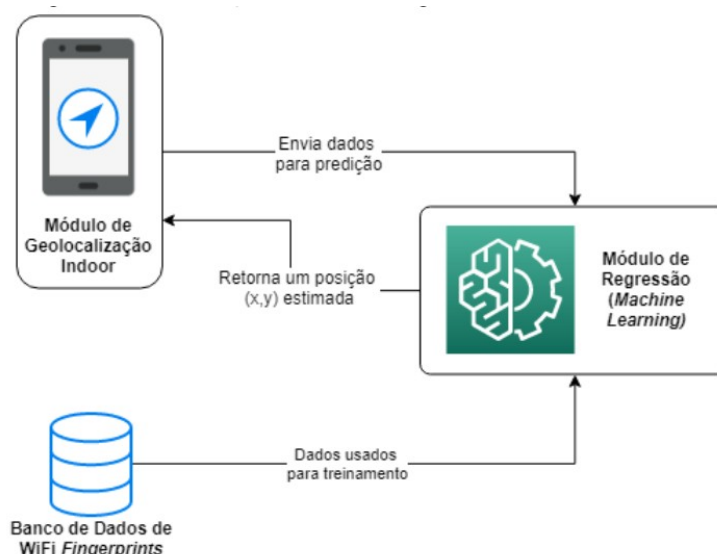 Envia dados
para predição
Módulo de
Geolocalização
Indoor
Módulo de
Regressão
(Machine
Learning)
Retorna um posição
(x,y) estimada
Dados usados
para treinamento
Banco de Dados de
WiFi Fingerprints